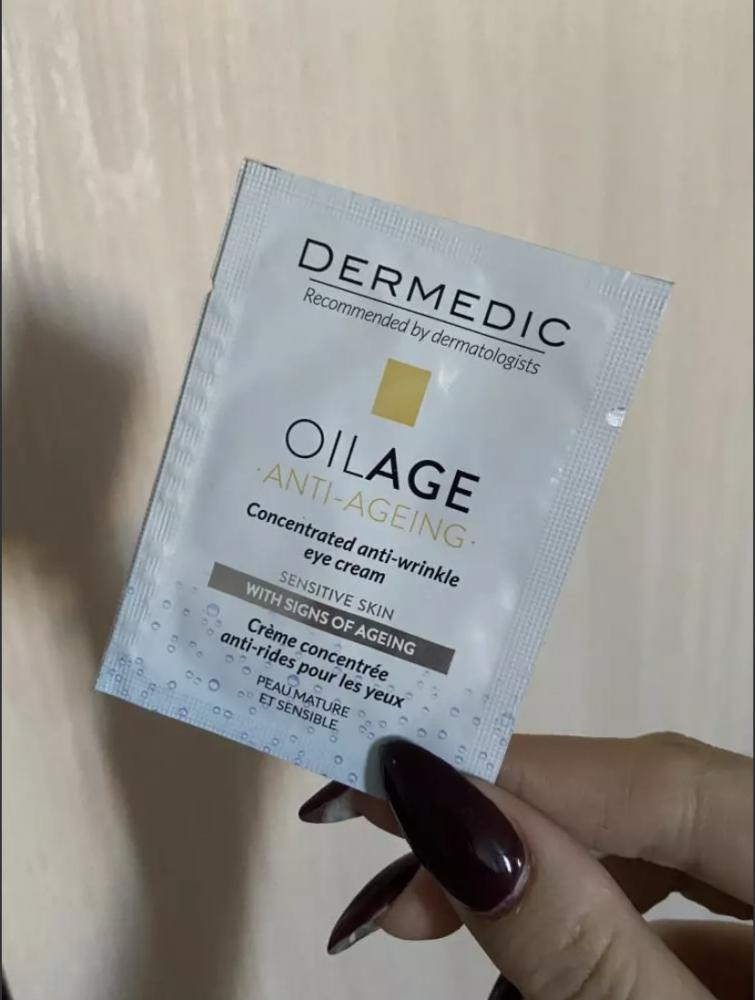 DERMEDIC
Recommended by dermatologists
OILAGE
·ANTI-AGEING·
Concentrated anti-wrinkle
eye cream
SENSITIVE SKIN
WITH SIGNS OF AGEING
Crème concentrée
anti-rides pour les yeux
PEAU MATURE
ET SENSIBLE